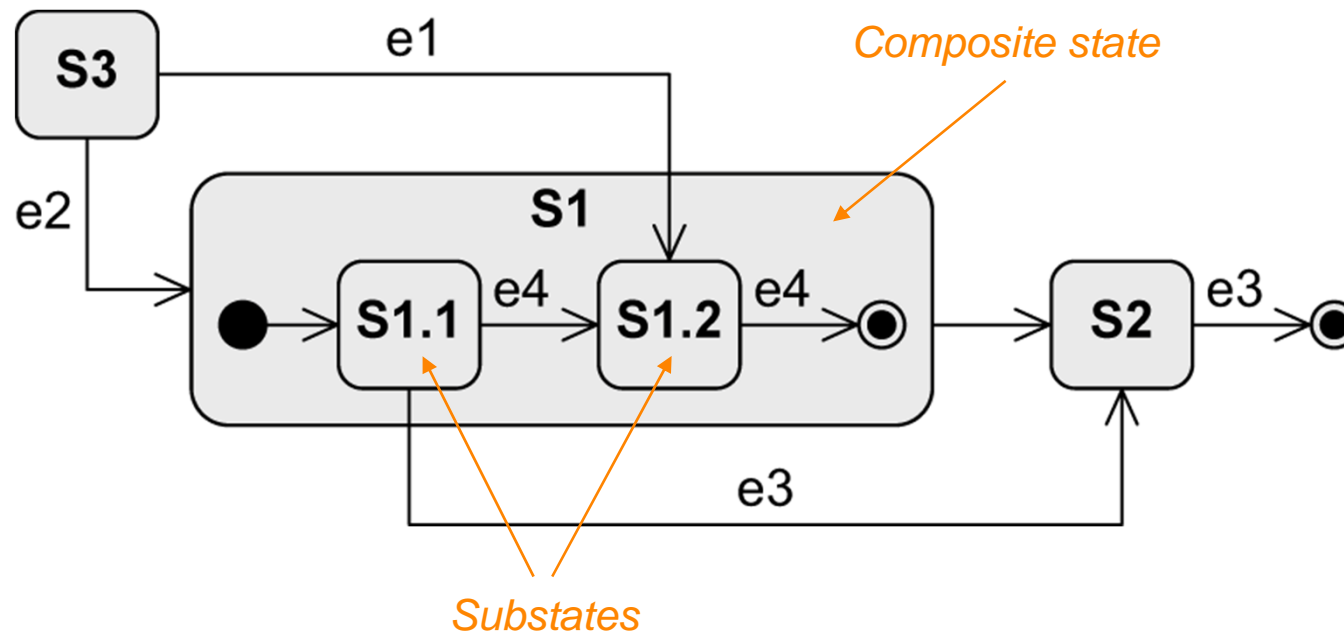 e1
Composite state
S3
e2
S1
S1.1
e4
S1.2
e4
S2
e3
e3
Substates